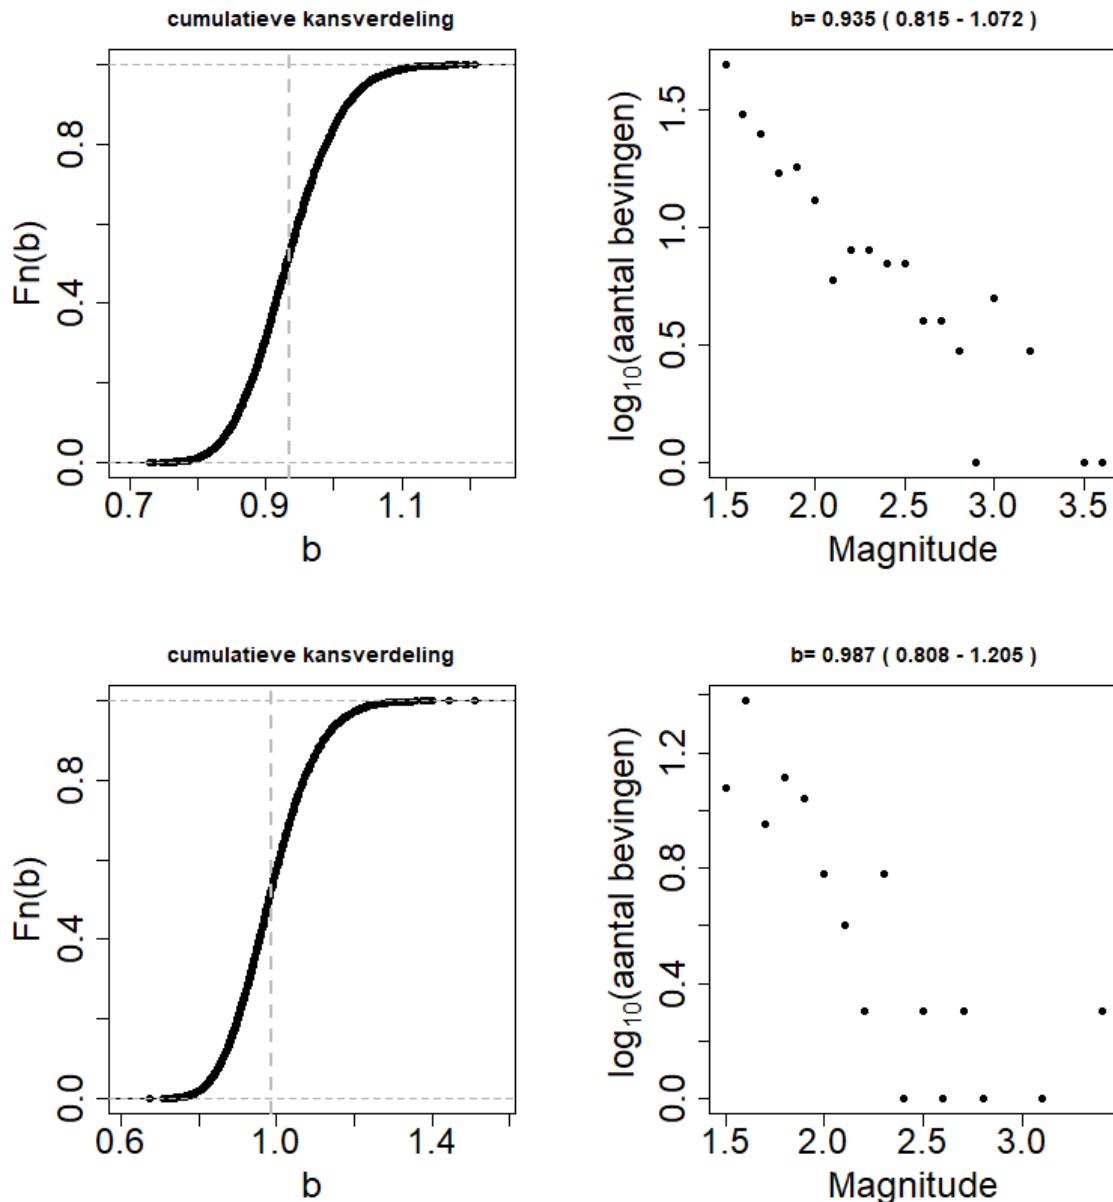 cumulatieve kansverdeling
Fn(b)
0.0 0.4 0.8
0.7 0.9 1.1
b
b= 0.935 ( 0.815 - 1.072 )
log10(aantal bevingen)
0.0 0.5 1.0 1.5
1.5 2.0 2.5 3.0 3.5
Magnitude
cumulatieve kansverdeling
Fn(b)
0.0 0.4 0.8
0.6 1.0 1.4
b
b= 0.987 ( 0.808 - 1.205 )
log10(aantal bevingen)
0.0 0.4 0.8 1.2
1.5 2.0 2.5 3.0
Magnitude